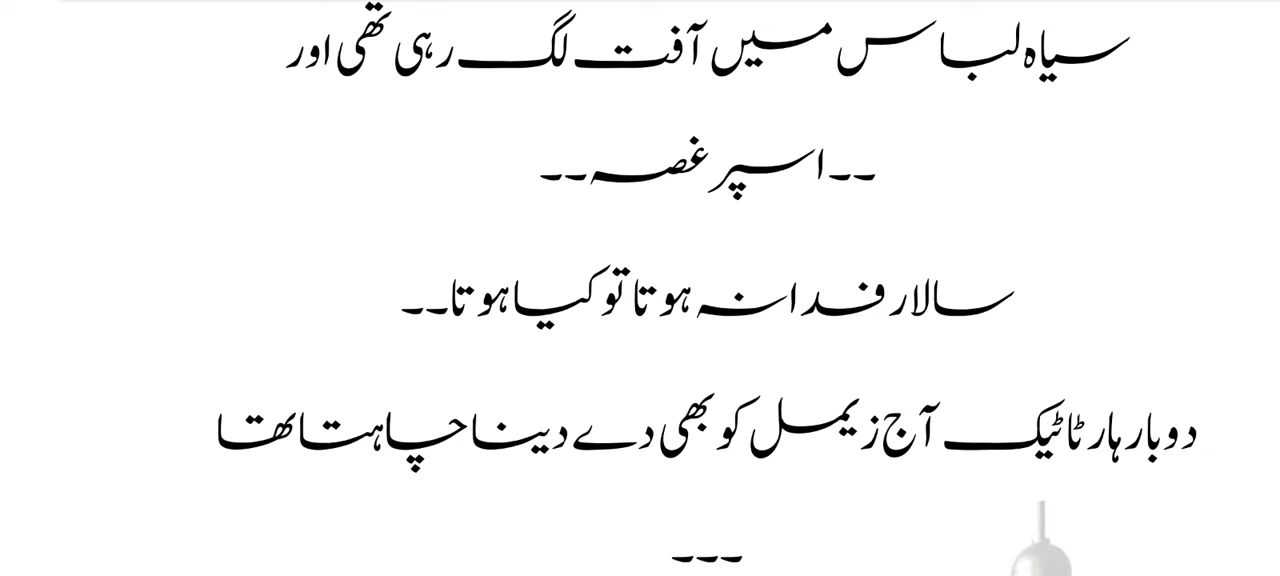 سیاہ لباس میں آفت لگ رہی تھی اور
--اسپر غصہ--
سالار فدا نہ ہوتا تو کیا ہوتا--
دوبار ہارٹ اٹیک آج زیمل کو بھی دے دینا چاہتا تھا
---